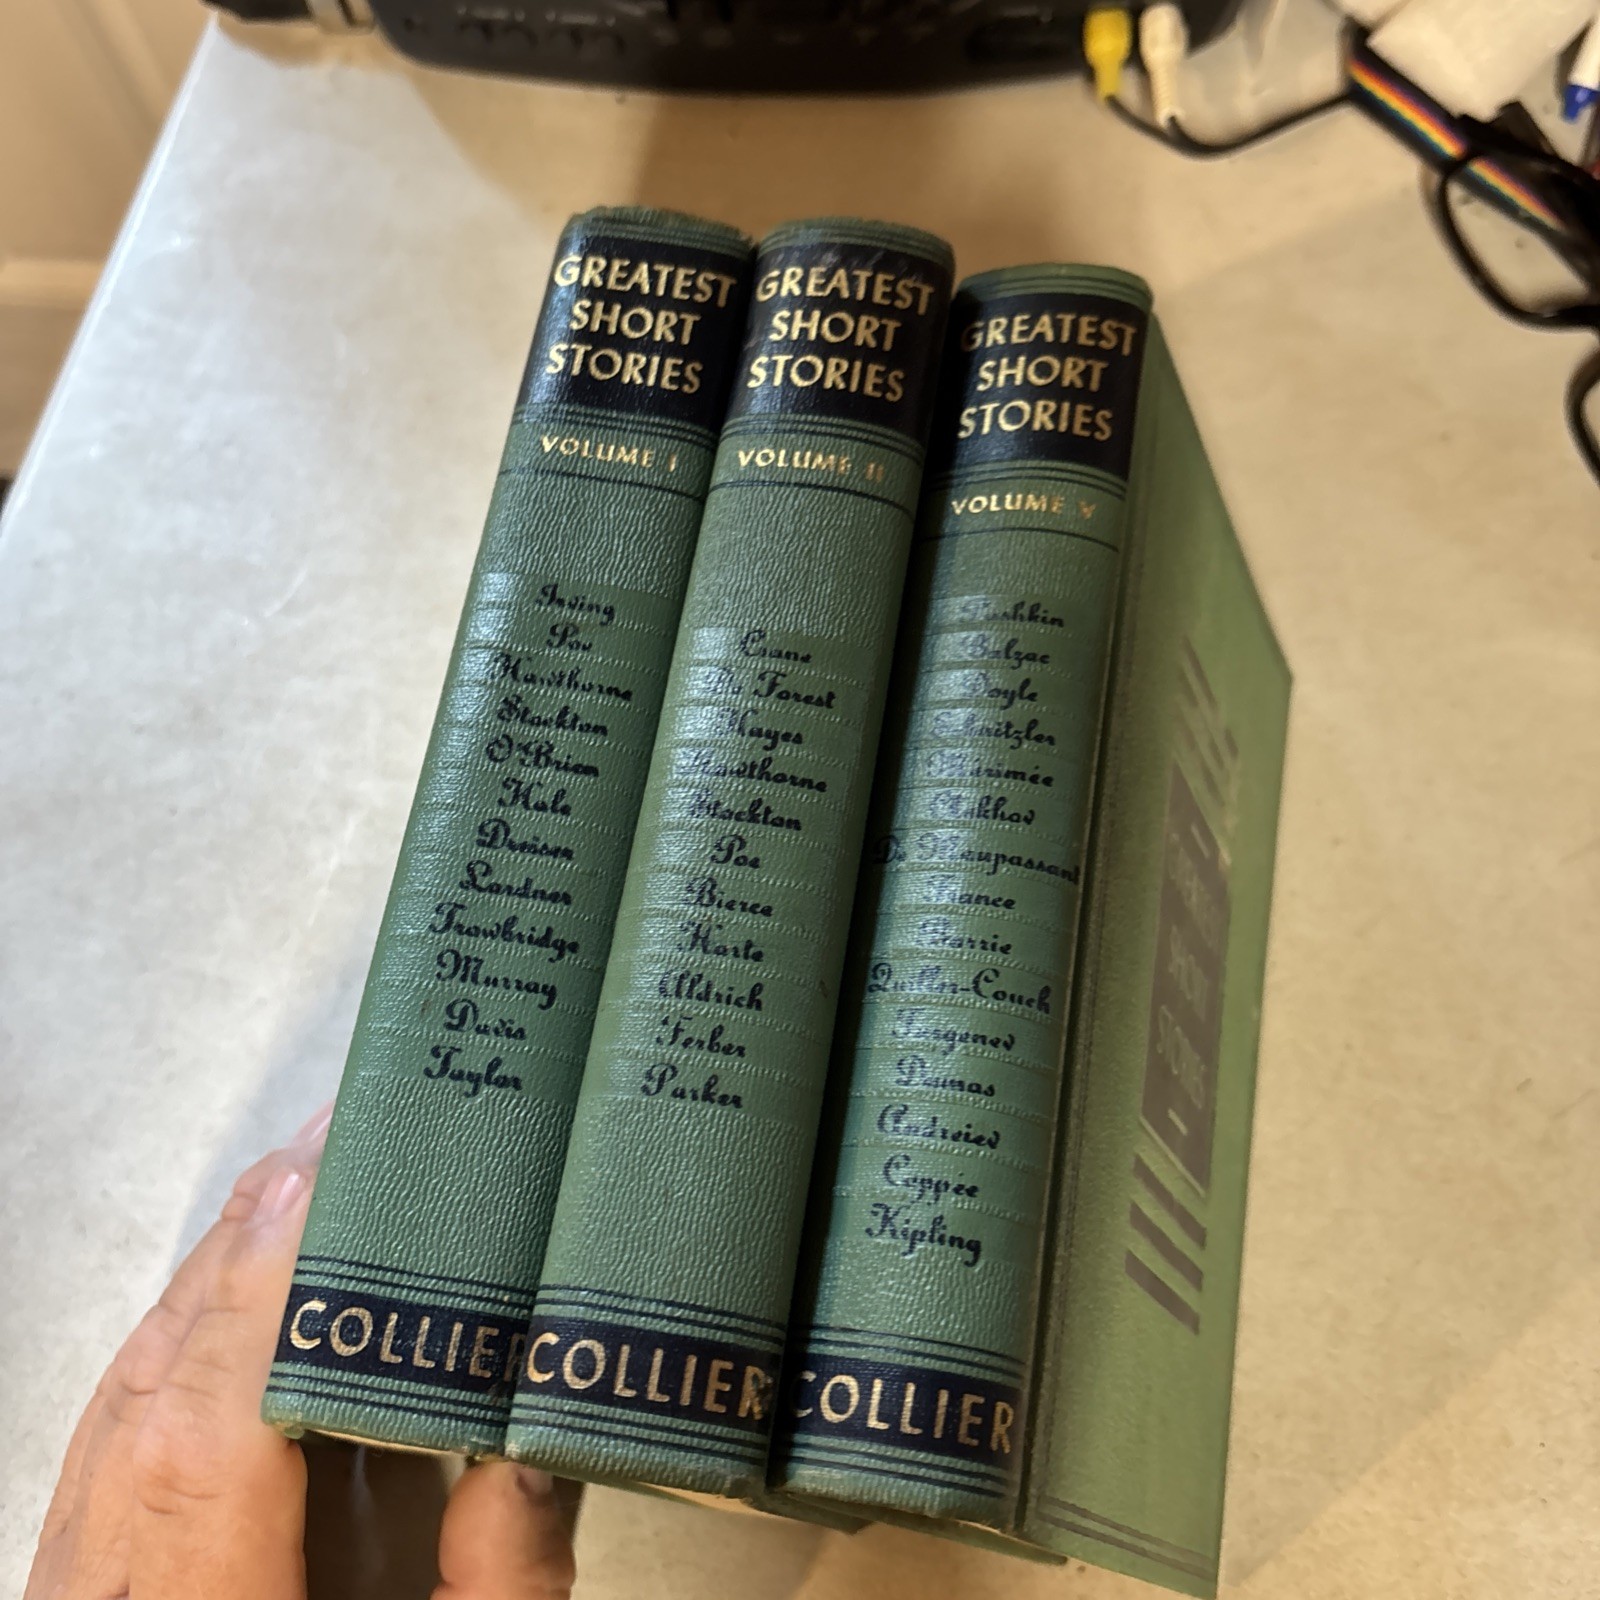 GREATEST
SHORT
STORIES
VOLUME I
Irving
Poe
Hawthorne
Stockton
O'Brien
Hale
Dreiser
Lardner
Trowbridge
Murray
Davis
Taylor
COLLIER
GREATEST
SHORT
STORIES
VOLUME II
Crane
De Forest
Hayes
Hawthorne
Stockton
Poe
Bierce
Harte
Aldrich
Ferber
Parker
COLLIER
GREATEST
SHORT
STORIES
VOLUME V
Pushkin
Balzac
Doyle
Schnitzler
Mérimée
Chekhov
De Maupassant
France
Barrie
Quiller-Couch
Turgenev
Dumas
Andreiev
Coppée
Kipling
COLLIER
GREATEST
SHORT
STORIES